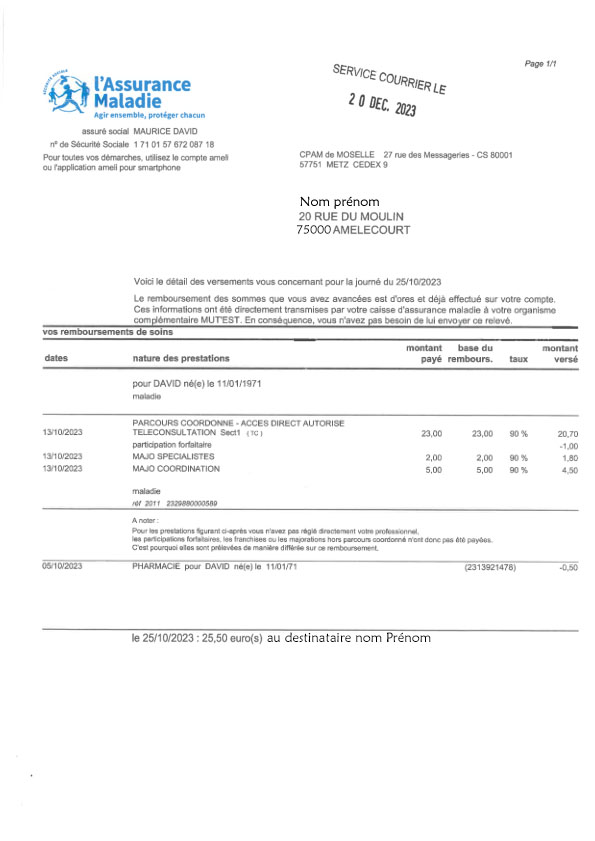 Page 1/1
SERVICE COURRIER LE
20 DEC. 2023
SÉCURITÉ SOCIALE
l'Assurance
Maladie
Agir ensemble, protéger chacun
assuré social MAURICE DAVID
n° de Sécurité Sociale 1 71 01 57 672 087 18
Pour toutes vos démarches, utilisez le compte ameli
ou l'application ameli pour smartphone
CPAM de MOSELLE 27 rue des Messageries - CS 80001
57751 METZ CEDEX 9
Nom prénom
20 RUE DU MOULIN
75000 AMELECOURT
Voici le détail des versements vous concernant pour la journé du 25/10/2023
Le remboursement des sommes que vous avez avancées est d'ores et déjà effectué sur votre compte.
Ces informations ont été directement transmises par votre caisse d'assurance maladie à votre organisme
complémentaire MUT'EST. En conséquence, vous n'avez pas besoin de lui envoyer ce relevé.
vos remboursements de soins
dates nature des prestations montant payé base du rembours. taux montant versé
pour DAVID né(e) le 11/01/1971
maladie
PARCOURS COORDONNE - ACCES DIRECT AUTORISE
13/10/2023 TELECONSULTATION Sect1 (TC) 23,00 23,00 90 % 20,70
participation forfaitaire -1,00
13/10/2023 MAJO SPECIALISTES 2,00 2,00 90 % 1,80
13/10/2023 MAJO COORDINATION 5,00 5,00 90 % 4,50
maladie
réf 2011 2329880000589
A noter :
Pour les prestations figurant ci-après vous n'avez pas réglé directement votre professionnel,
les participations forfaitaires, les franchises ou les majorations hors parcours coordonné n'ont donc pas été payées.
C'est pourquoi elles sont prélevées de manière différée sur ce remboursement.
05/10/2023 PHARMACIE pour DAVID né(e) le 11/01/71 (2313921478) -0,50
le 25/10/2023 : 25,50 euro(s) au destinataire nom Prénom